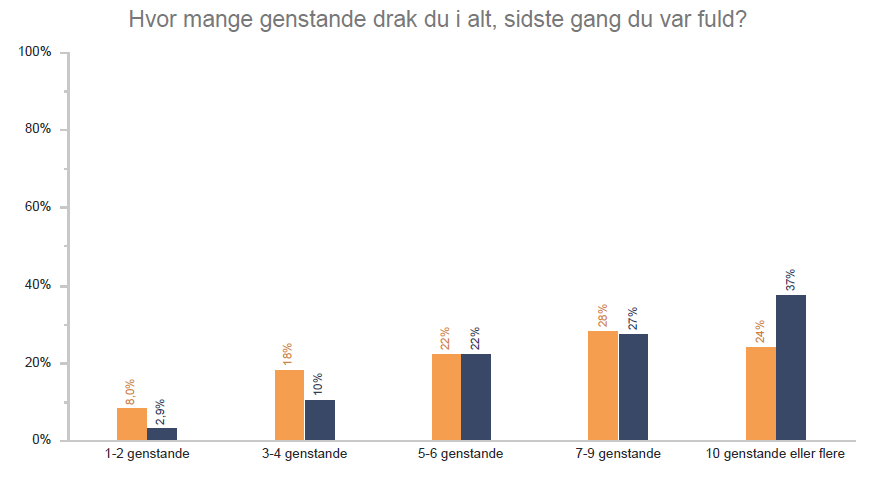 Hvor mange genstande drak du i alt, sidste gang du var fuld?
100%
80%
60%
40%
20%
0%
8,0%
2,9%
18%
10%
22%
22%
28%
27%
24%
37%
1-2 genstande
3-4 genstande
5-6 genstande
7-9 genstande
10 genstande eller flere